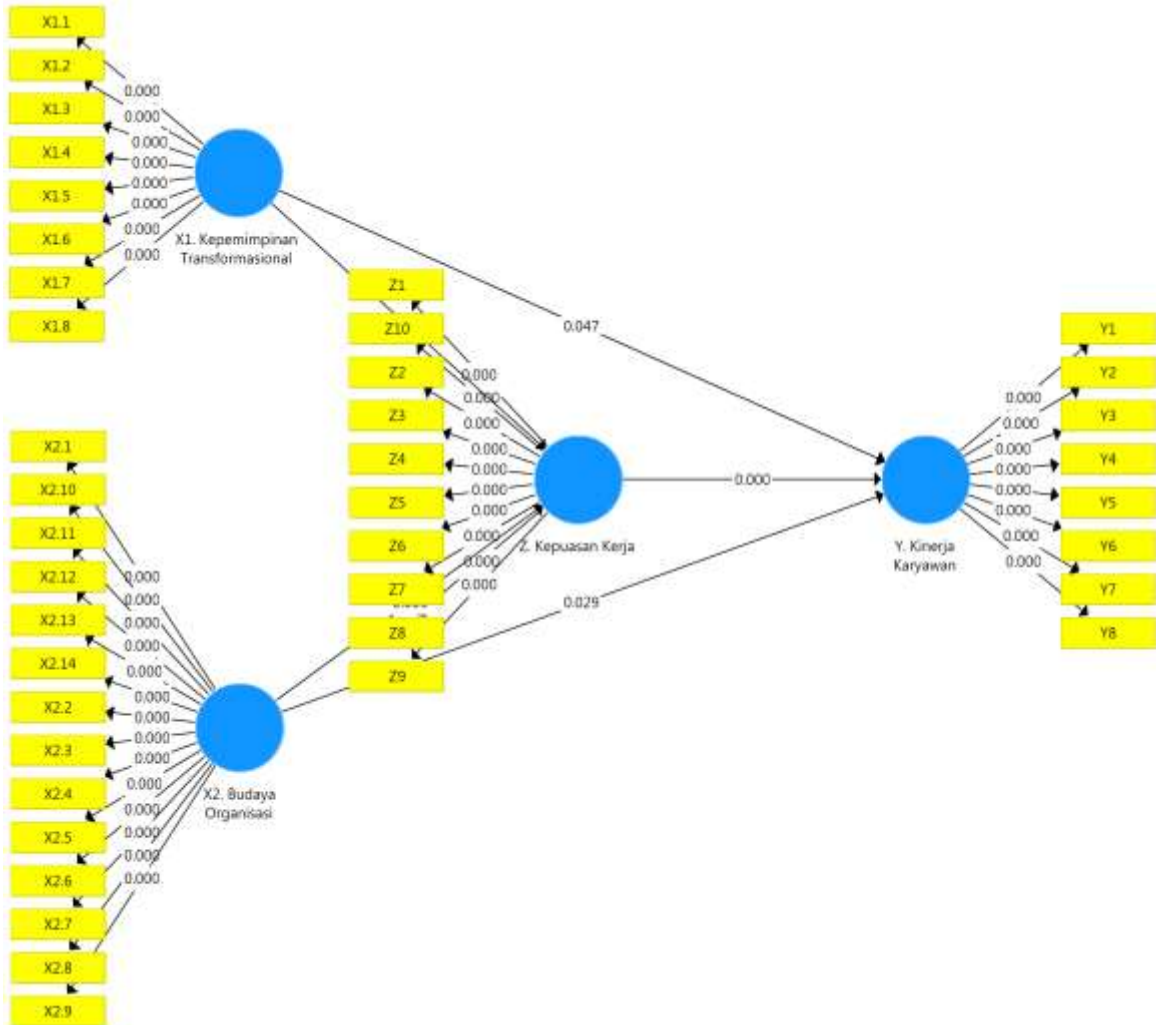 X1.1
X1.2
X1.3
X1.4
X1.5
X1.6
X1.7
X1.8
0.000
0.000
0.000
0.000
0.000
0.000
0.000
0.000
X1. Kepemimpinan
Transformasional
X2.1
X2.10
X2.11
X2.12
X2.13
X2.14
X2.2
X2.3
X2.4
X2.5
X2.6
X2.7
X2.8
X2.9
0.000
0.000
0.000
0.000
0.000
0.000
0.000
0.000
0.000
0.000
0.000
0.000
0.000
0.000
X2. Budaya
Organisasi
Z1
Z10
Z2
Z3
Z4
Z5
Z6
Z7
Z8
Z9
0.000
0.000
0.000
0.000
0.000
0.000
0.000
0.000
0.000
0.000
Z. Kepuasan Kerja
0.047
0.000
0.029
Y. Kinerja
Karyawan
0.000
0.000
0.000
0.000
0.000
0.000
0.000
0.000
Y1
Y2
Y3
Y4
Y5
Y6
Y7
Y8